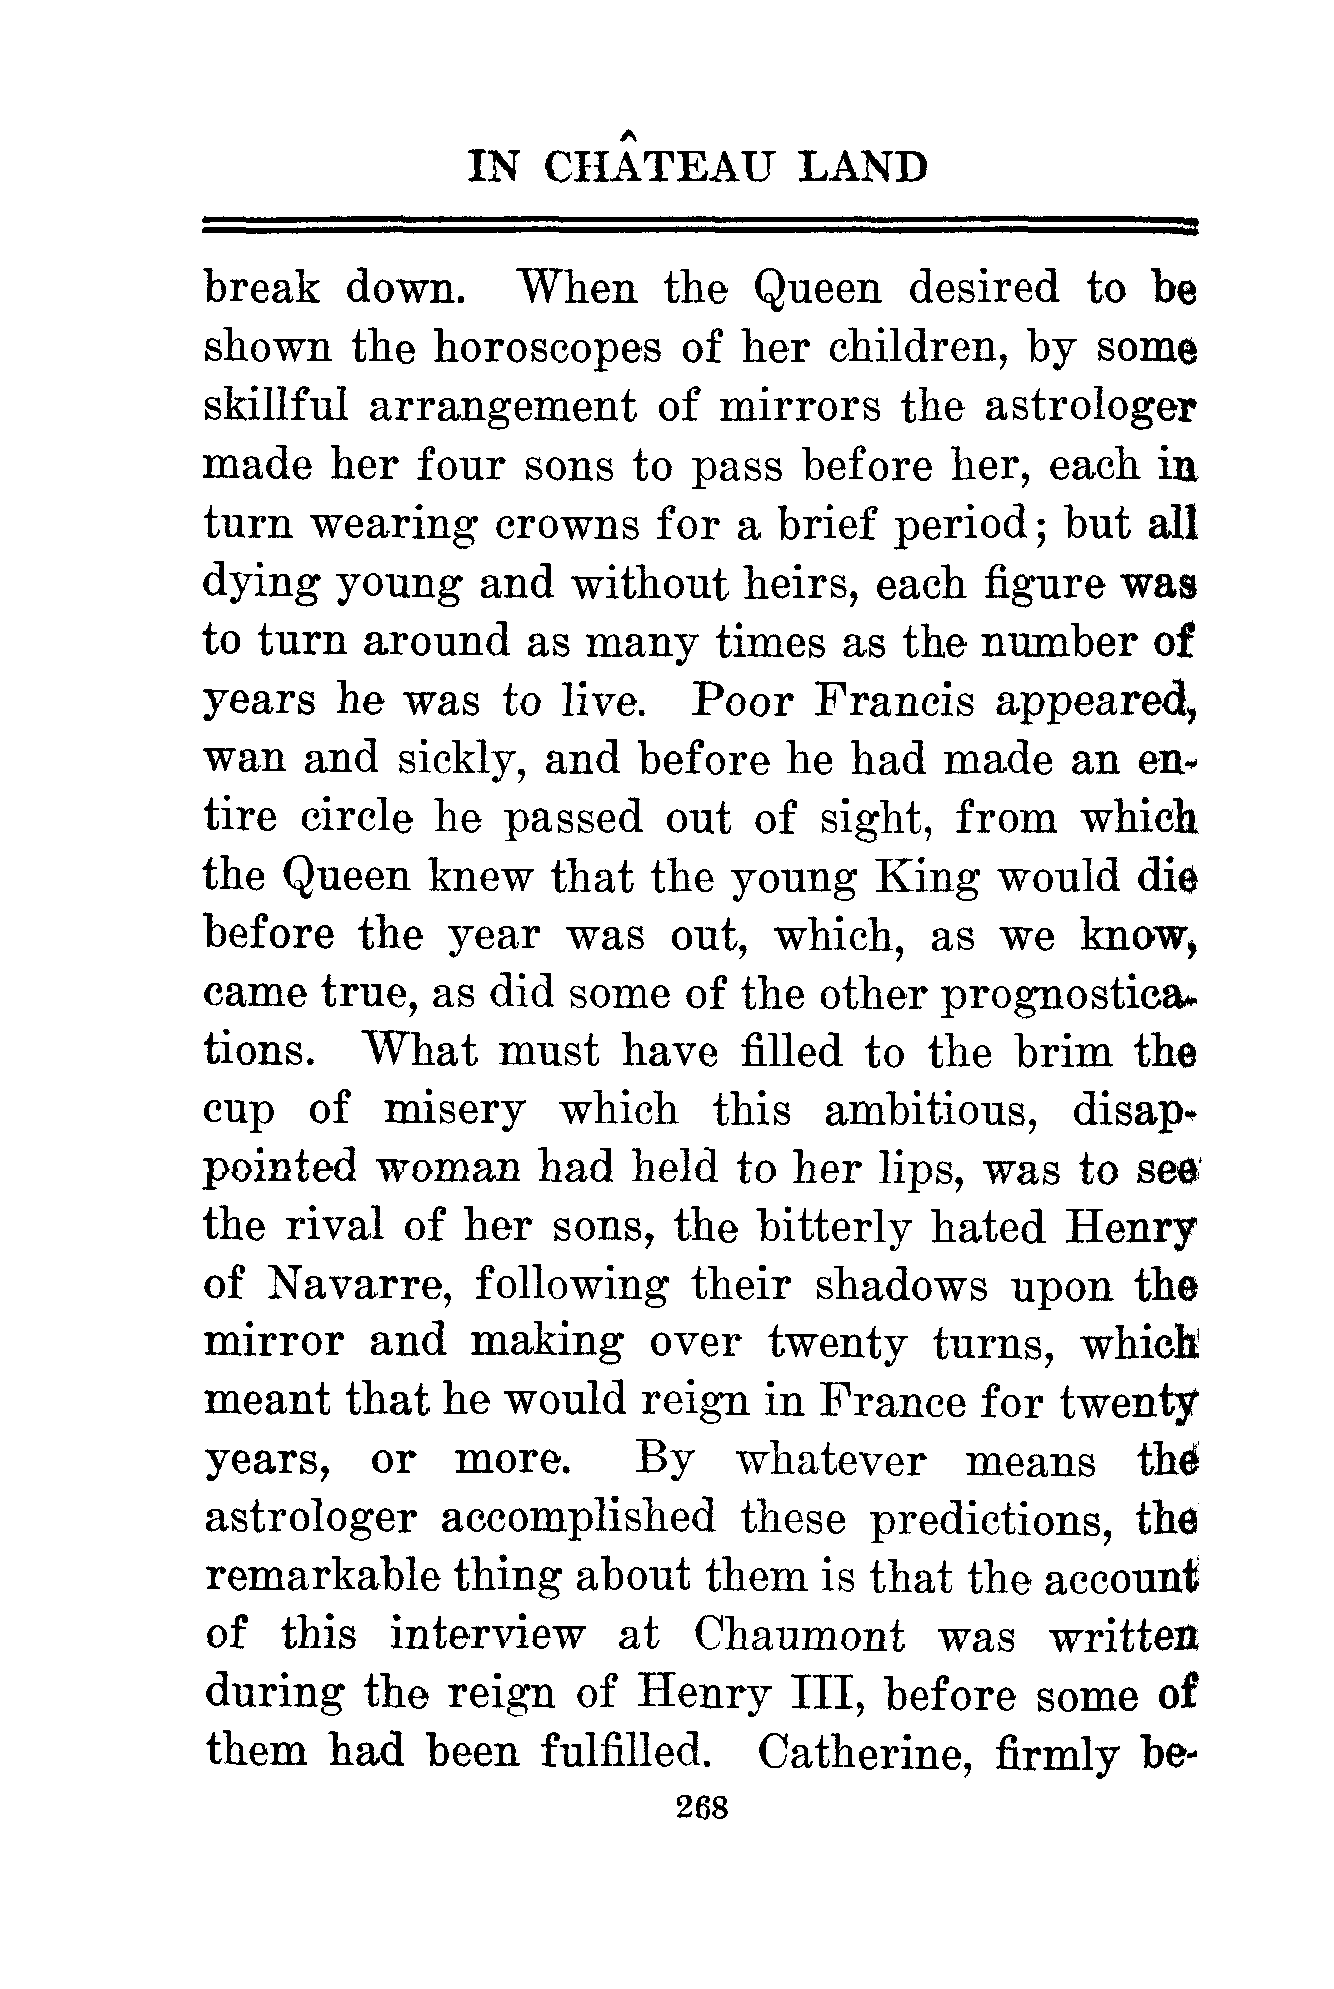 IN CHÂTEAU LAND
break down. When the Queen desired to be
shown the horoscopes of her children, by some
skillful arrangement of mirrors the astrologer
made her four sons to pass before her, each in
turn wearing crowns for a brief period; but all
dying young and without heirs, each figure was
to turn around as many times as the number of
years he was to live. Poor Francis appeared,
wan and sickly, and before he had made an en-
tire circle he passed out of sight, from which
the Queen knew that the young King would die
before the year was out, which, as we know,
came true, as did some of the other prognostica-
tions. What must have filled to the brim the
cup of misery which this ambitious, disap-
pointed woman had held to her lips, was to see
the rival of her sons, the bitterly hated Henry
of Navarre, following their shadows upon the
mirror and making over twenty turns, which
meant that he would reign in France for twenty
years, or more. By whatever means the
astrologer accomplished these predictions, the
remarkable thing about them is that the account
of this interview at Chaumont was written
during the reign of Henry III, before some of
them had been fulfilled. Catherine, firmly be-
268